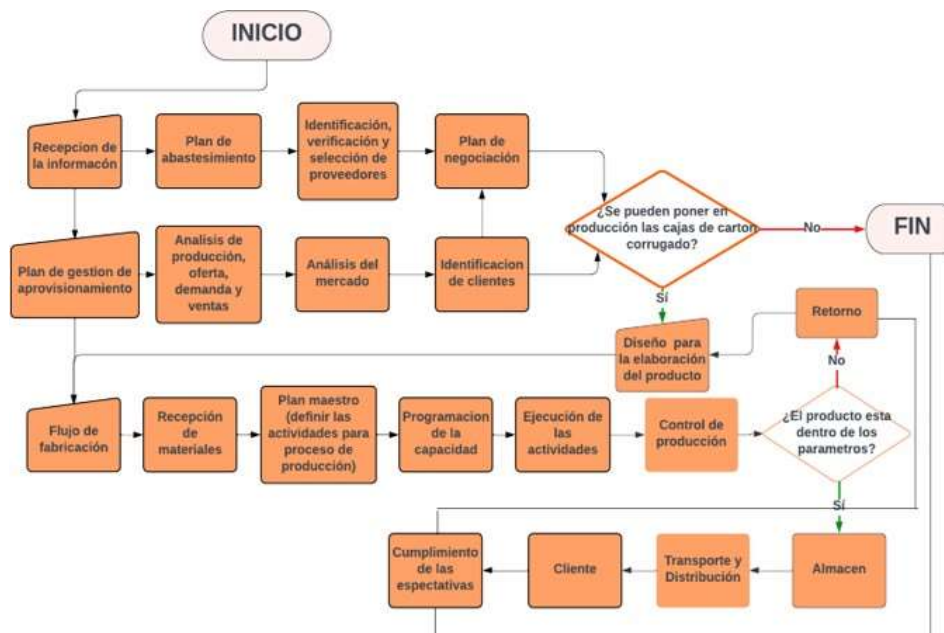 INICIO
Recepcion de
la informacón
Plan de
abastesimiento
Identificación,
verificación y
selección de
proveedores
Plan de
negociación
¿Se pueden poner en
producción las cajas de carton
corrugado?
No
FIN
Plan de gestion de
aprovisionamiento
Analisis de
producción,
oferta,
demanda y
ventas
Análisis del
mercado
Identificacion
de clientes
Sí
Retorno
Diseño para
la elaboración
del producto
No
Flujo de
fabricación
Recepción
de
materiales
Plan maestro
(definir las
actividades para
proceso de
producción)
Programacion
de la
capacidad
Ejecución de
las
actividades
Control de
producción
¿El producto esta
dentro de los
parametros?
Sí
Cumplimiento
de las
espectativas
Cliente
Transporte y
Distribución
Almacen